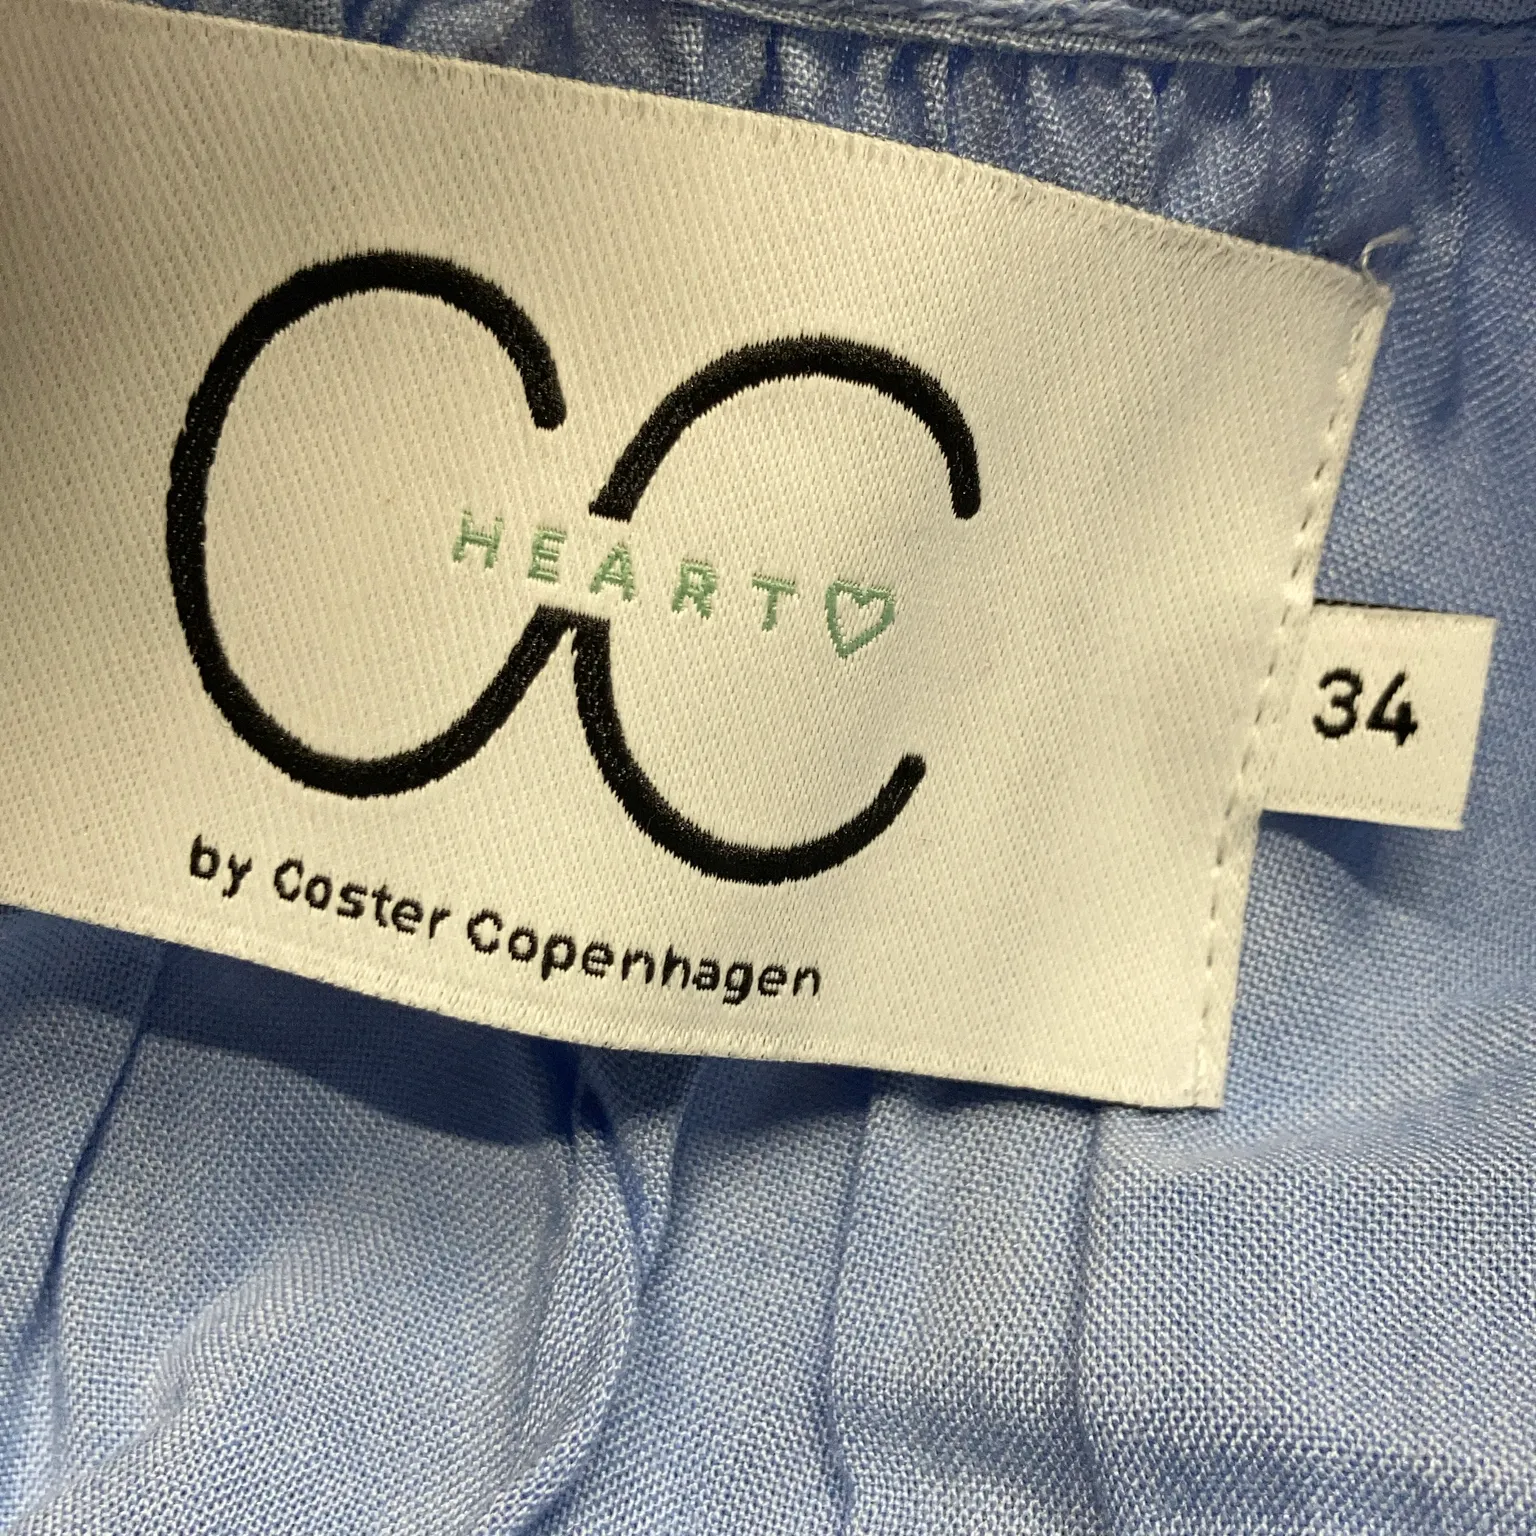 CC
HEART♡
34
by Coster Copenhagen